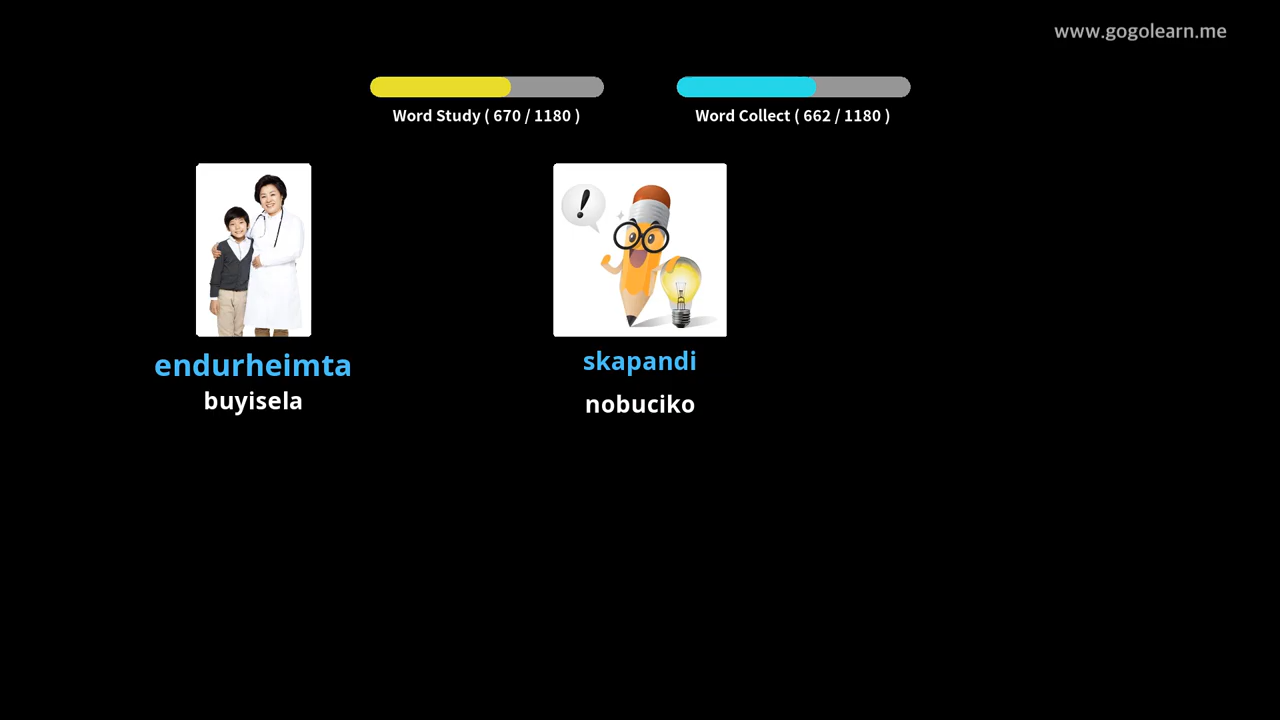 www.gogolearn.me
Word Study ( 670 / 1180 )
Word Collect ( 662 / 1180 )
!
endurheimta
buyisela
skapandi
nobuciko